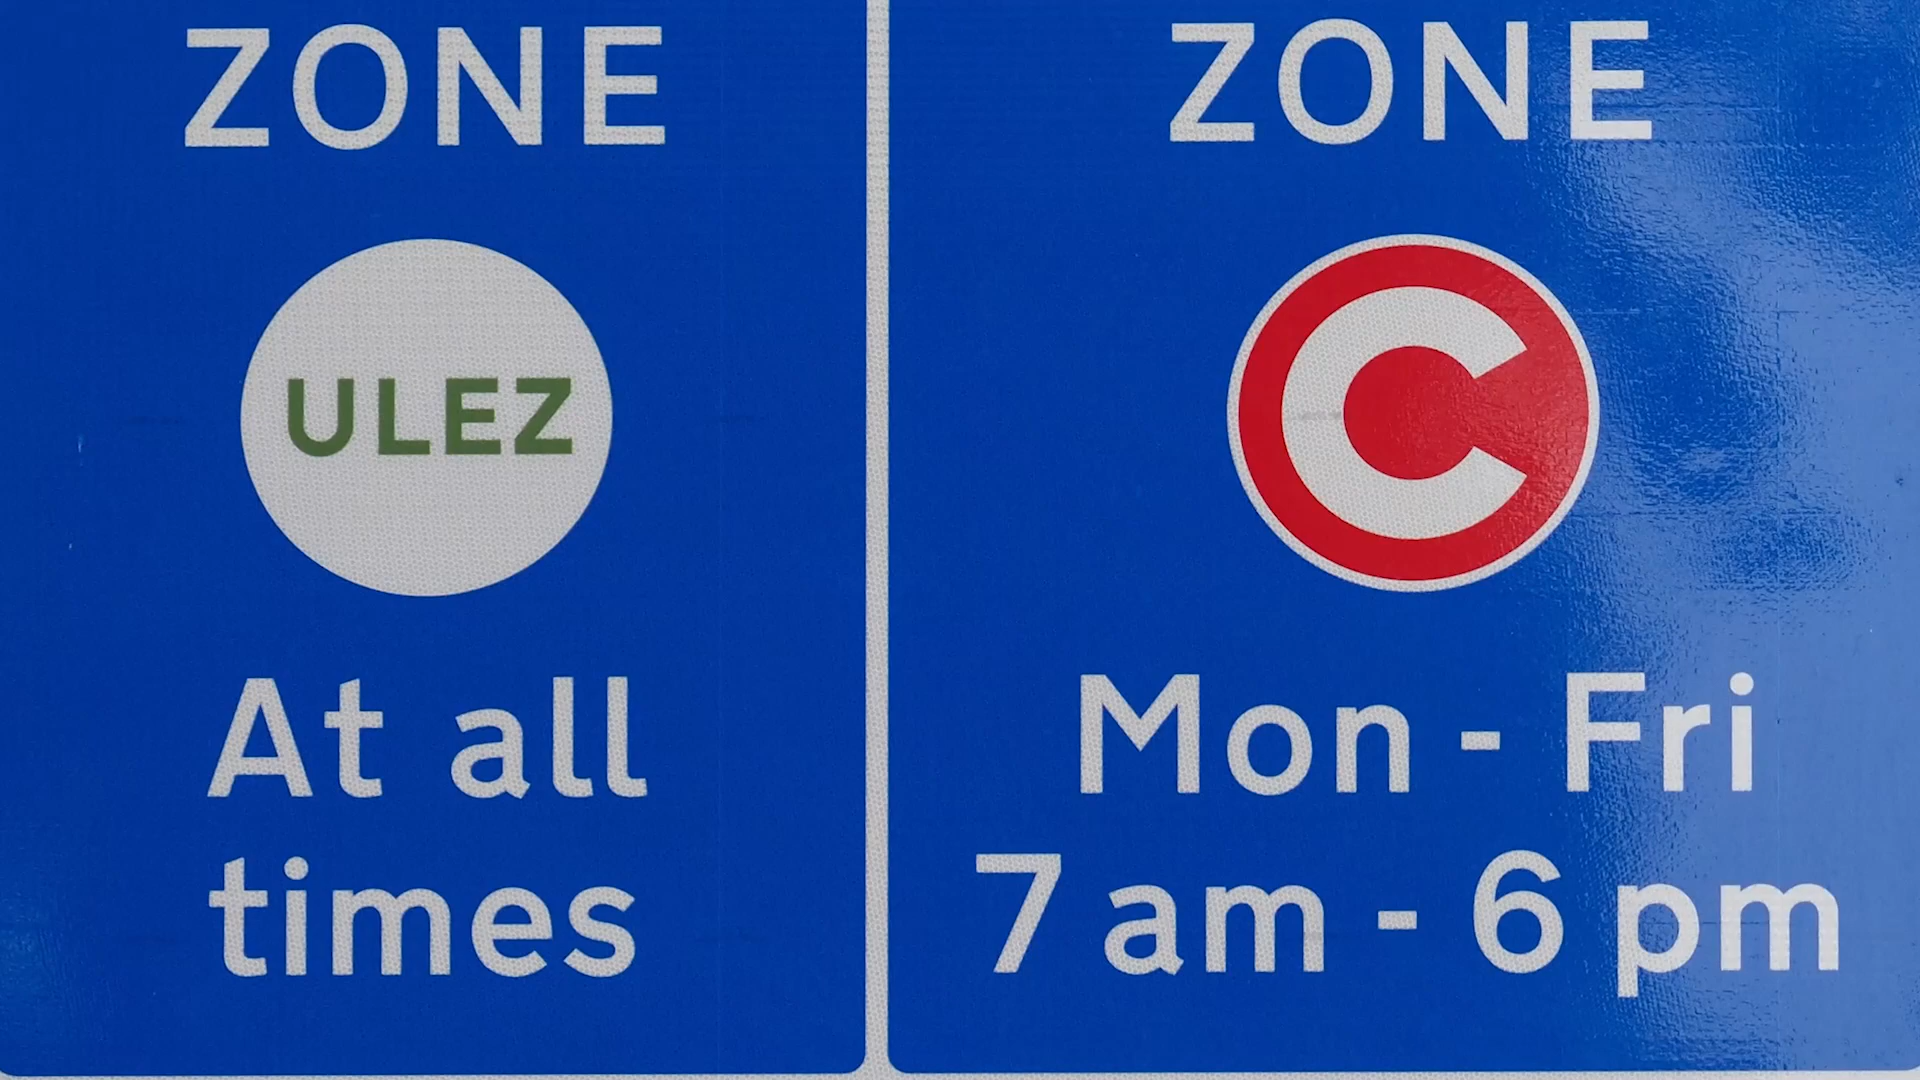 ZONE
ULEZ
At all
times
ZONE
C
Mon - Fri
7 am - 6 pm